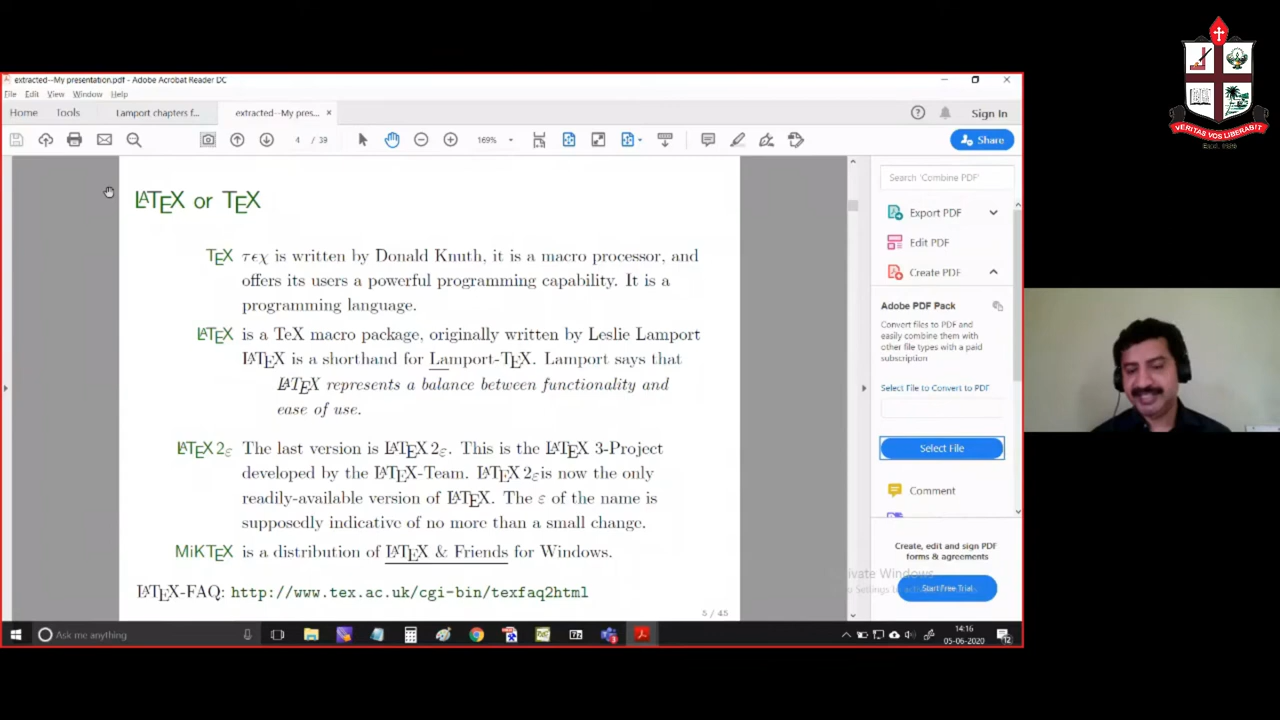 extracted--My presentation.pdf - Adobe Acrobat Reader DC
File Edit View Window Help
Home Tools Lamport chapters f... extracted--My pres... × Sign In
4 / 39 169% Share
LATEX or TEX
TEX τεχ is written by Donald Knuth, it is a macro processor, and
offers its users a powerful programming capability. It is a
programming language.
LATEX is a TeX macro package, originally written by Leslie Lamport
LATEX is a shorthand for Lamport-TEX. Lamport says that
LATEX represents a balance between functionality and
ease of use.
LATEX 2ε The last version is LATEX 2ε. This is the LATEX 3-Project
developed by the LATEX-Team. LATEX 2ε is now the only
readily-available version of LATEX. The ε of the name is
supposedly indicative of no more than a small change.
MiKTEX is a distribution of LATEX & Friends for Windows.
LATEX-FAQ: http://www.tex.ac.uk/cgi-bin/texfaq2html
5 / 45
Search 'Combine PDF'
Export PDF
Edit PDF
Create PDF
Adobe PDF Pack
Convert files to PDF and
easily combine them with
other file types with a paid
subscription
Select File to Convert to PDF
Select File
Comment
Create, edit and sign PDF
forms & agreements
Start Free Trial
Ask me anything
14:16
05-06-2020
12
VERITAS VOS LIBERABIT